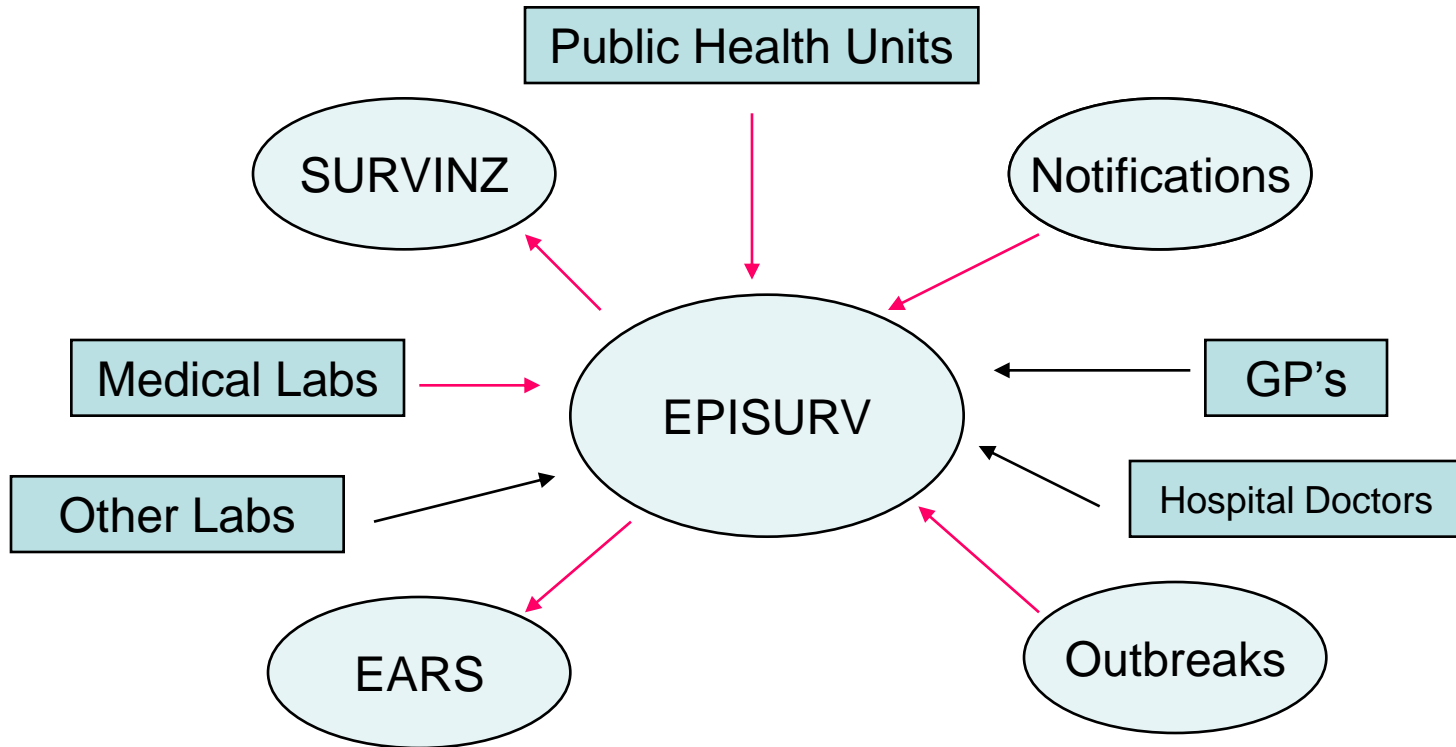 Public Health Units
SURVINZ
Notifications
Medical Labs
EPISURV
GP’s
Other Labs
Hospital Doctors
EARS
Outbreaks